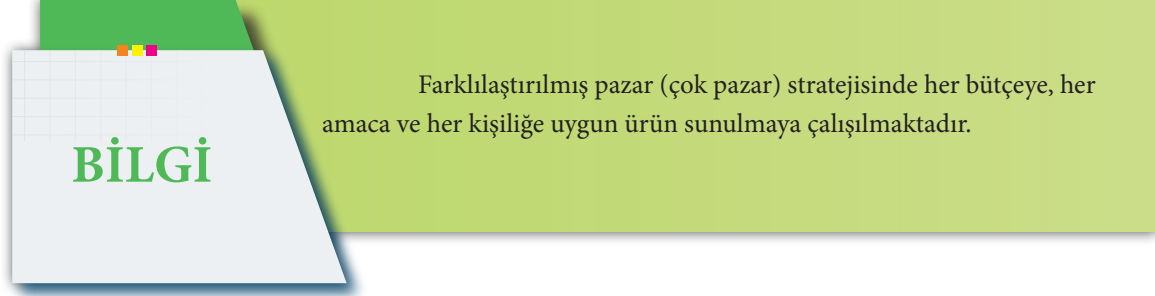 BİLGİ
Farklılaştırılmış pazar (çok pazar) stratejisinde her bütçeye, her
amaca ve her kişiliğe uygun ürün sunulmaya çalışılmaktadır.